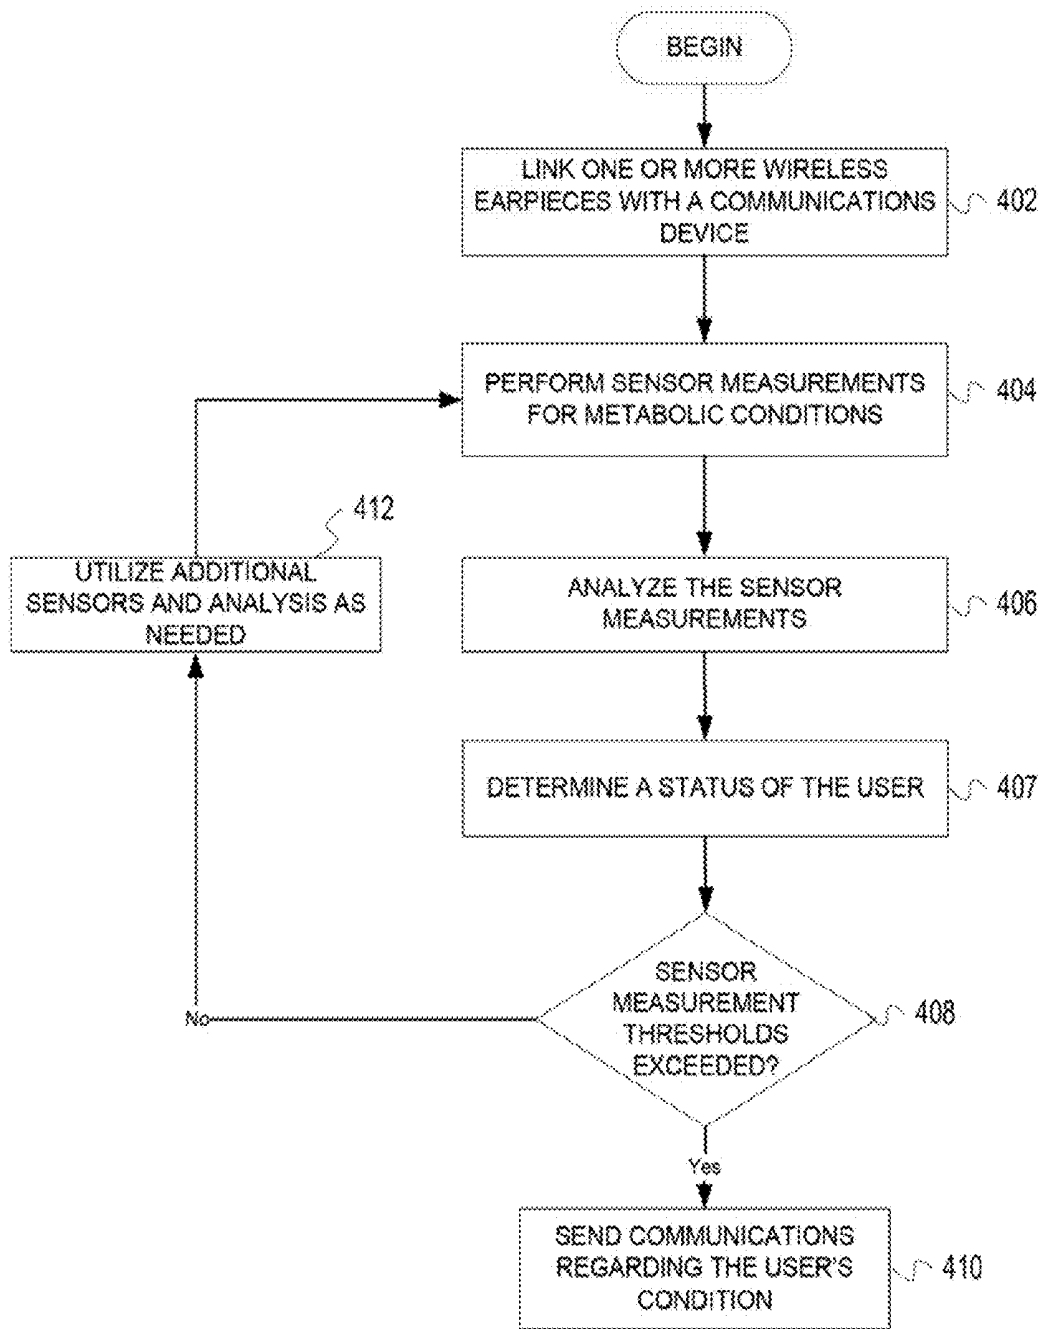 BEGIN
LINK ONE OR MORE WIRELESS
EARPIECES WITH A COMMUNICATIONS
DEVICE
402
PERFORM SENSOR MEASUREMENTS
FOR METABOLIC CONDITIONS
404
412
UTILIZE ADDITIONAL
SENSORS AND ANALYSIS AS
NEEDED
ANALYZE THE SENSOR
MEASUREMENTS
406
DETERMINE A STATUS OF THE USER
407
SENSOR
MEASUREMENT
THRESHOLDS
EXCEEDED?
408
No
Yes
SEND COMMUNICATIONS
REGARDING THE USER'S
CONDITION
410